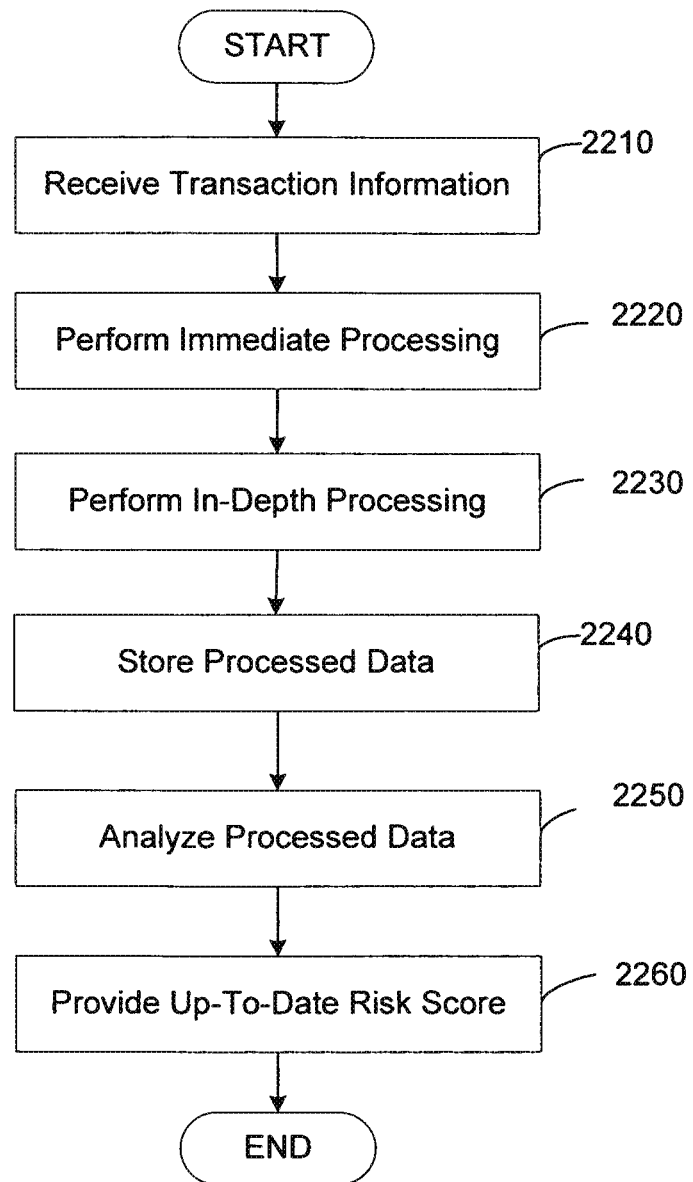 START
2210
Receive Transaction Information
2220
Perform Immediate Processing
2230
Perform In-Depth Processing
2240
Store Processed Data
2250
Analyze Processed Data
2260
Provide Up-To-Date Risk Score
END